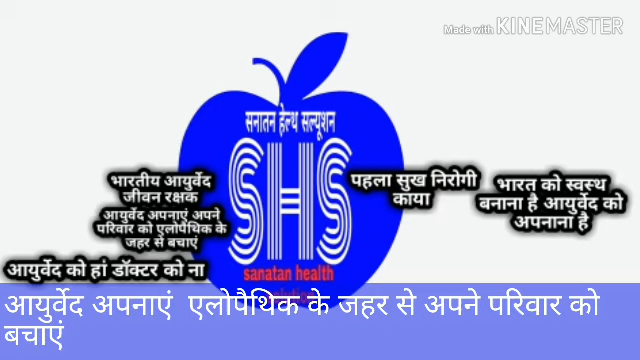 Made with KINEMASTER
सनातन हेल्थ सल्यूशन
SHS
sanatan health
भारतीय आयुर्वेद
जीवन रक्षक
आयुर्वेद अपनाएं अपने
परिवार को एलोपैथिक के
जहर से बचाएं
आयुर्वेद को हां डॉक्टर को ना
पहला सुख निरोगी
काया
भारत को स्वस्थ
बनाना है आयुर्वेद को
अपनाना है
आयुर्वेद अपनाएं एलोपैथिक के जहर से अपने परिवार को
बचाएं